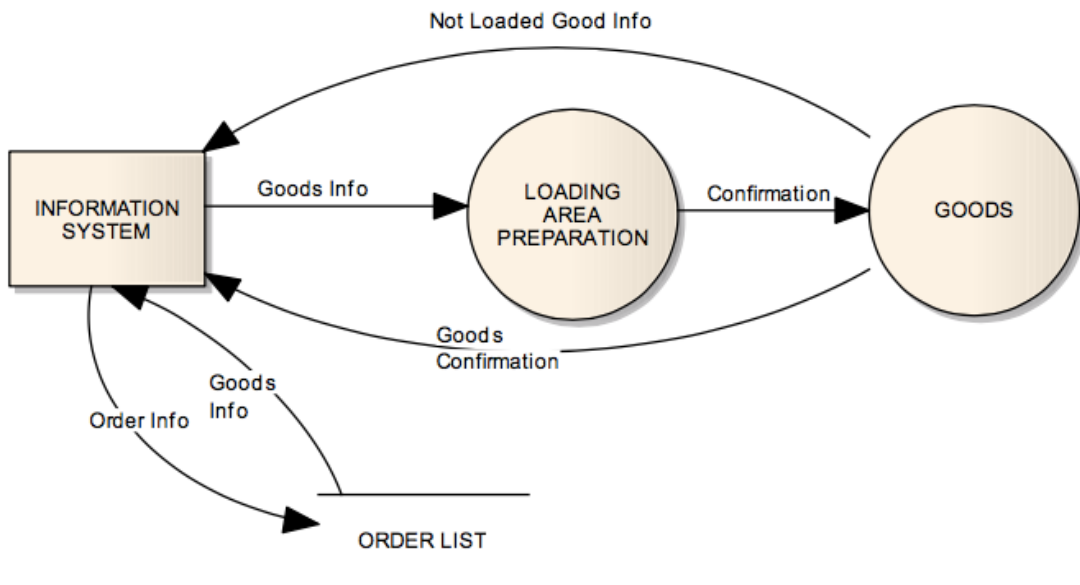 Not Loaded Good Info
INFORMATION
SYSTEM
Goods Info
LOADING
AREA
PREPARATION
Confirmation
GOODS
Goods
Confirmation
Goods
Info
Order Info
ORDER LIST